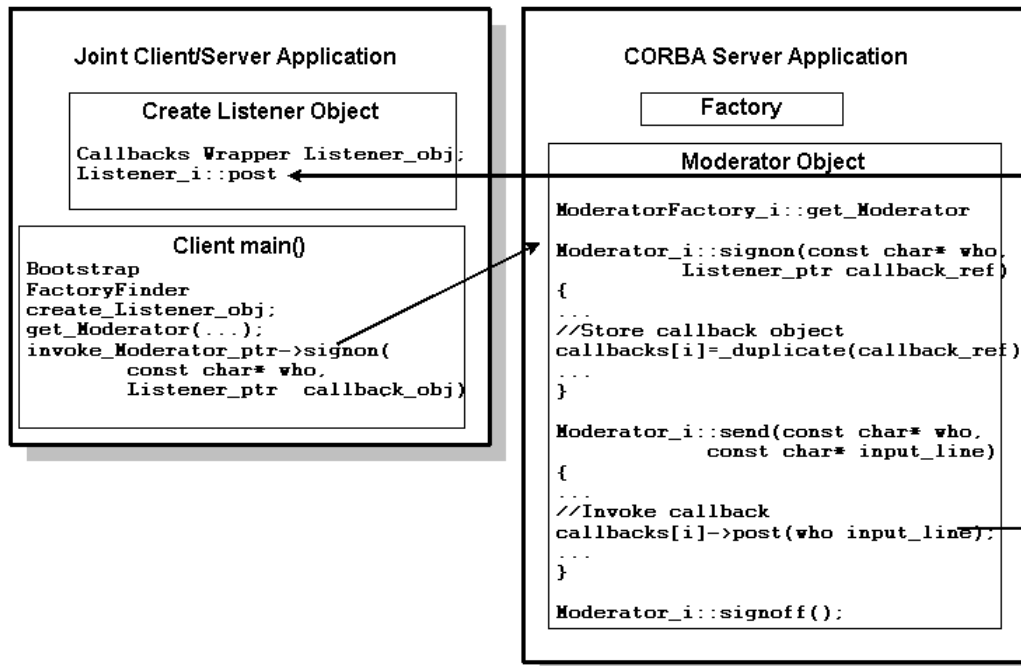 Joint Client/Server Application
Create Listener Object
Callbacks Wrapper Listener_obj;
Listener_i::post
Client main()
Bootstrap
FactoryFinder
create_Listener_obj;
get_Moderator(...);
invoke_Moderator_ptr->signon(
const char* who,
Listener_ptr callback_obj)
CORBA Server Application
Factory
Moderator Object
ModeratorFactory_i::get_Moderator
Moderator_i::signon(const char* who,
Listener_ptr callback_ref)
{
...
//Store callback object
callbacks[i]=_duplicate(callback_ref)
...
}
Moderator_i::send(const char* who,
const char* input_line)
{
...
//Invoke callback
callbacks[i]->post(who input_line);
...
}
Moderator_i::signoff();